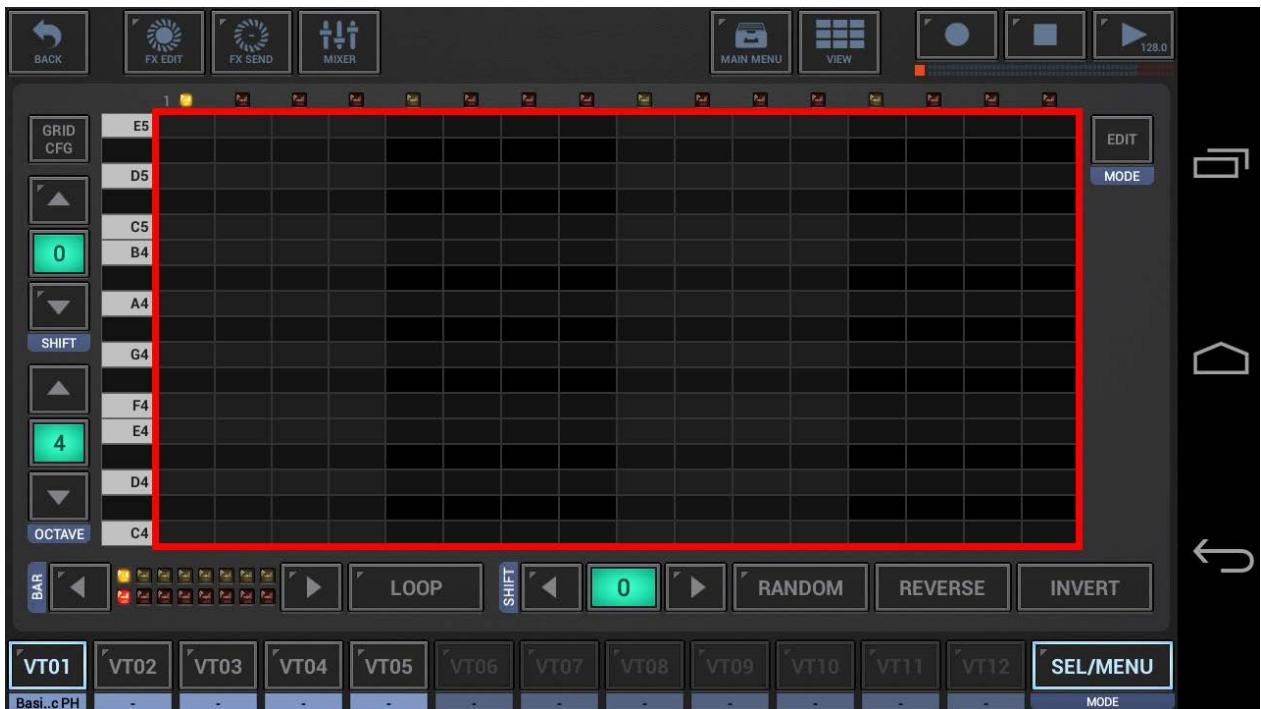 BACK
FX EDIT
FX SEND
MIXER
MAIN MENU
VIEW
128.0
1
GRID
CFG
0
SHIFT
4
OCTAVE
E5
D5
C5
B4
A4
G4
F4
E4
D4
C4
EDIT
MODE
BAR
LOOP
SHIFT
0
RANDOM
REVERSE
INVERT
VT01
VT02
VT03
VT04
VT05
VT06
VT07
VT08
VT09
VT10
VT11
VT12
SEL/MENU
Basi..c PH
-
-
-
-
-
-
-
-
-
-
-
MODE